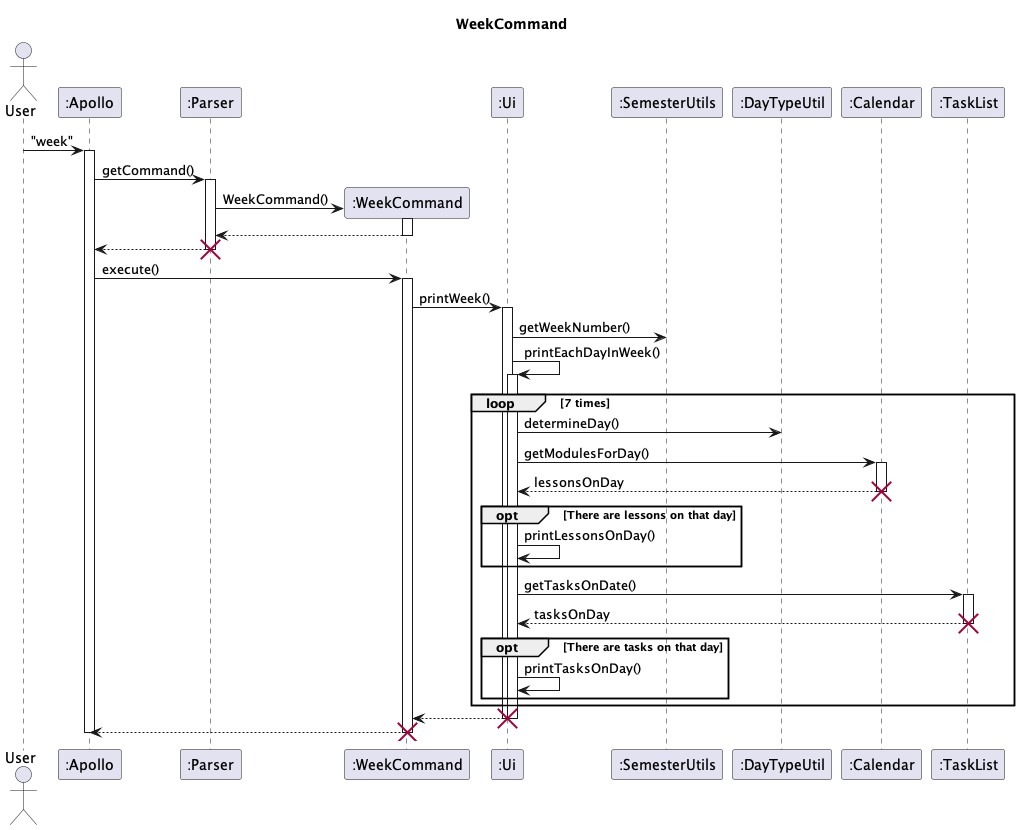 WeekCommand
User
:Apollo
:Parser
:Ui
:SemesterUtils
:DayTypeUtil
:Calendar
:TaskList
"week"
getCommand()
WeekCommand()
:WeekCommand
execute()
printWeek()
getWeekNumber()
printEachDayInWeek()
loop
[7 times]
determineDay()
getModulesForDay()
lessonsOnDay
opt
[There are lessons on that day]
printLessonsOnDay()
getTasksOnDate()
tasksOnDay
opt
[There are tasks on that day]
printTasksOnDay()
User
:Apollo
:Parser
:WeekCommand
:Ui
:SemesterUtils
:DayTypeUtil
:Calendar
:TaskList